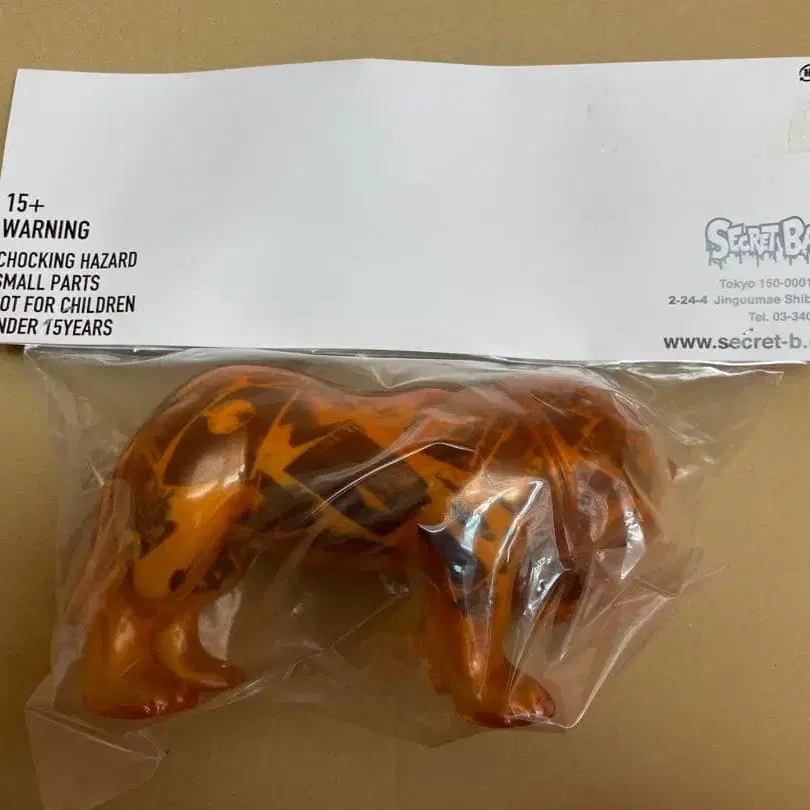 15+
WARNING
CHOCKING HAZARD
SMALL PARTS
OT FOR CHILDREN
NDER 15YEARS
SECRET BA
Tokyo 150-0001
2-24-4 Jinguumae Shib
Tel. 03-340
www.secret-b.